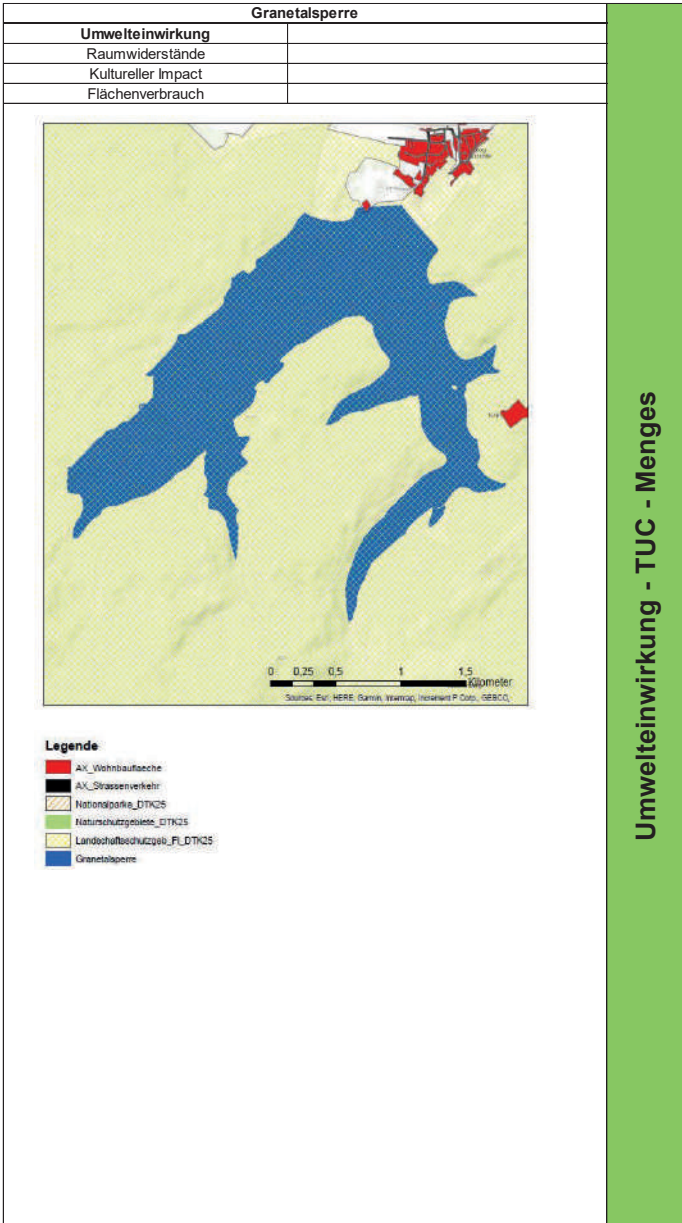 Granetalsperre
Umwelteinwirkung
Raumwiderstände
Kultureller Impact
Flächenverbrauch
0 0,25 0,5 1 1,5
Kilometer
Sources: Esri, HERE, Garmin, Intermap, increment P Corp., GEBCO,
Legende
AX_Wohnbauflaeche
AX_Strassenverkehr
Nationalparks_DTK25
Naturschutzgebiete_DTK25
Landschaftsschutzgeb_Fl_DTK25
Granetalsperre
Umwelteinwirkung - TUC - Menges